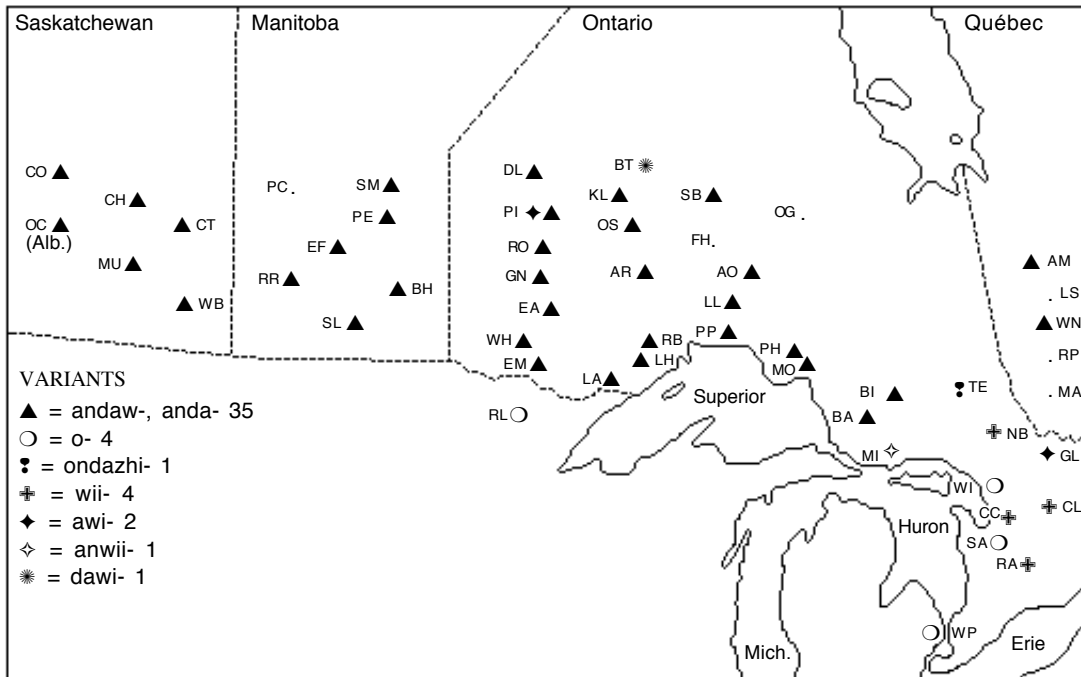 Saskatchewan Manitoba Ontario Québec
BT
CO DL
PC SM
CH KL SB
PI OG
PE
OC CT OS
(Alb.) FH
EF RO
MU AM
RR GN AR AO
BH LS
WB EA LL
SL WN
PP
WH RB
PH
EM LH RP
MO
LA
VARIANTS
TE
BI MA
Superior
▲ = andaw-, anda- 35
RL BA
❍ = o- 4
NB
MI GL
❢ = ondazhi- 1
WI
✙ = wii- 4
CC CL
✦ = awi- 2
Huron
SA
✧ = anwii- 1
RA
✺ = dawi- 1
WP
Erie
Mich.